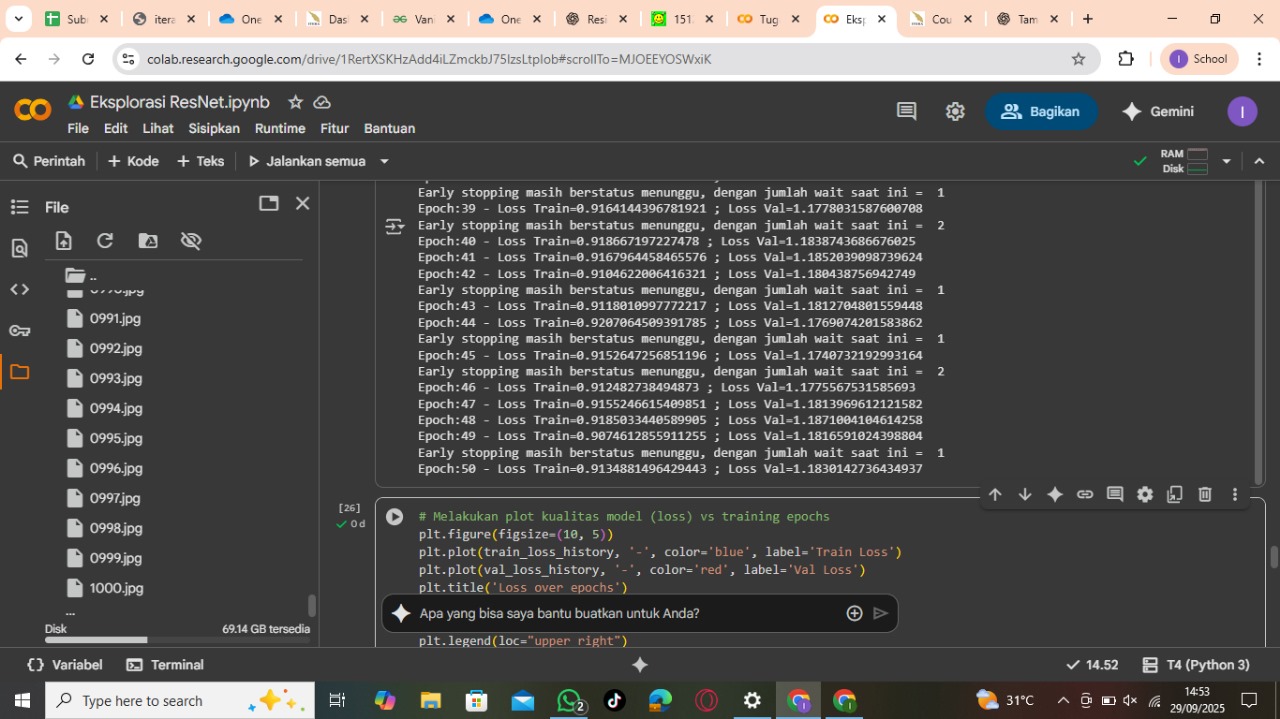 Sub
itera
One
Das
Vani
One
Resi
151
Tug
Eks
Cou
Tam
colab.research.google.com/drive/1RertXSKHzAdd4iLZmckbJ75IzsLtplob#scrollTo=MJOEEYOSWxiK
I School
Eksplorasi ResNet.ipynb
File Edit Lihat Sisipkan Runtime Fitur Bantuan
Bagikan
Gemini
I
Perintah + Kode + Teks Jalankan semua
RAM
Disk
File
..
0991.jpg
0992.jpg
0993.jpg
0994.jpg
0995.jpg
0996.jpg
0997.jpg
0998.jpg
0999.jpg
1000.jpg
...
Disk 69.14 GB tersedia
Early stopping masih berstatus menunggu, dengan jumlah wait saat ini = 1
Epoch:39 - Loss Train=0.9164144396781921 ; Loss Val=1.1778031587600708
Early stopping masih berstatus menunggu, dengan jumlah wait saat ini = 2
Epoch:40 - Loss Train=0.918667197227478 ; Loss Val=1.1838743686676025
Epoch:41 - Loss Train=0.9167964458465576 ; Loss Val=1.1852039098739624
Epoch:42 - Loss Train=0.9104622006416321 ; Loss Val=1.180438756942749
Early stopping masih berstatus menunggu, dengan jumlah wait saat ini = 1
Epoch:43 - Loss Train=0.9118010997772217 ; Loss Val=1.1812704801559448
Epoch:44 - Loss Train=0.9207064509391785 ; Loss Val=1.1769074201583862
Early stopping masih berstatus menunggu, dengan jumlah wait saat ini = 1
Epoch:45 - Loss Train=0.9152647256851196 ; Loss Val=1.1740732192993164
Early stopping masih berstatus menunggu, dengan jumlah wait saat ini = 2
Epoch:46 - Loss Train=0.912482738494873 ; Loss Val=1.1775567531585693
Epoch:47 - Loss Train=0.9155246615409851 ; Loss Val=1.1813969612121582
Epoch:48 - Loss Train=0.9185033440589905 ; Loss Val=1.1871004104614258
Epoch:49 - Loss Train=0.9074612855911255 ; Loss Val=1.1816591024398804
Early stopping masih berstatus menunggu, dengan jumlah wait saat ini = 1
Epoch:50 - Loss Train=0.9134881496429443 ; Loss Val=1.1830142736434937
[26]
0 d
# Melakukan plot kualitas model (loss) vs training epochs
plt.figure(figsize=(10, 5))
plt.plot(train_loss_history, '-', color='blue', label='Train Loss')
plt.plot(val_loss_history, '-', color='red', label='Val Loss')
plt.title('Loss over epochs')
Apa yang bisa saya bantu buatkan untuk Anda?
plt.legend(loc="upper right")
{} Variabel Terminal
14.52 T4 (Python 3)
Type here to search
2
31°C
14:53
29/09/2025